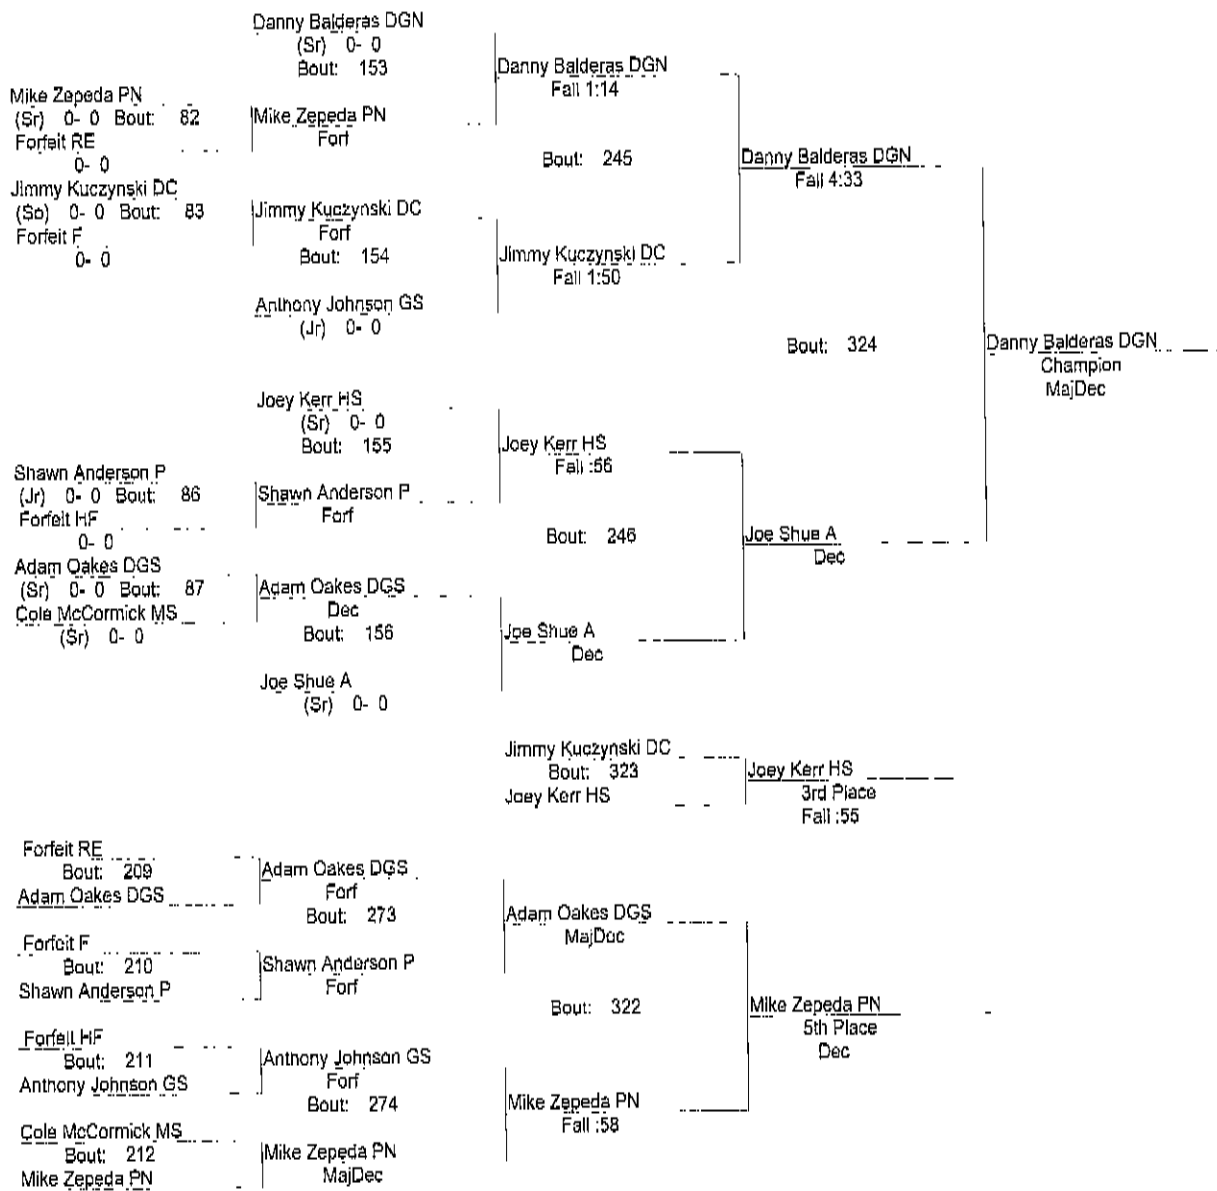 Danny Balderas DGN
(Sr) 0- 0
Bout: 153
Danny Balderas DGN
Fall 1:14
Mike Zepeda PN
(Sr) 0- 0 Bout: 82
Forfeit RE
0- 0
Mike Zepeda PN
Forf
Bout: 245
Danny Balderas DGN
Fall 4:33
Jimmy Kuczynski DC
(So) 0- 0 Bout: 83
Forfeit F
0- 0
Jimmy Kuczynski DC
Forf
Bout: 154
Jimmy Kuczynski DC
Fall 1:50
Anthony Johnson GS
(Jr) 0- 0
Bout: 324
Danny Balderas DGN
Champion
MajDec
Joey Kerr HS
(Sr) 0- 0
Bout: 155
Joey Kerr HS
Fall :56
Shawn Anderson P
(Jr) 0- 0 Bout: 86
Forfeit HF
0- 0
Shawn Anderson P
Forf
Bout: 246
Joe Shue A
Dec
Adam Oakes DGS
(Sr) 0- 0 Bout: 87
Cole McCormick MS
(Sr) 0- 0
Adam Oakes DGS
Dec
Bout: 156
Joe Shue A
Dec
Joe Shue A
(Sr) 0- 0
Jimmy Kuczynski DC
Bout: 323
Joey Kerr HS
Joey Kerr HS
3rd Place
Fall :55
Forfeit RE
Bout: 209
Adam Oakes DGS
Adam Oakes DGS
Forf
Bout: 273
Adam Oakes DGS
MajDec
Forfeit F
Bout: 210
Shawn Anderson P
Shawn Anderson P
Forf
Bout: 322
Mike Zepeda PN
5th Place
Dec
Forfeit HF
Bout: 211
Anthony Johnson GS
Anthony Johnson GS
Forf
Bout: 274
Mike Zepeda PN
Fall :58
Cole McCormick MS
Bout: 212
Mike Zepeda PN
Mike Zepeda PN
MajDec